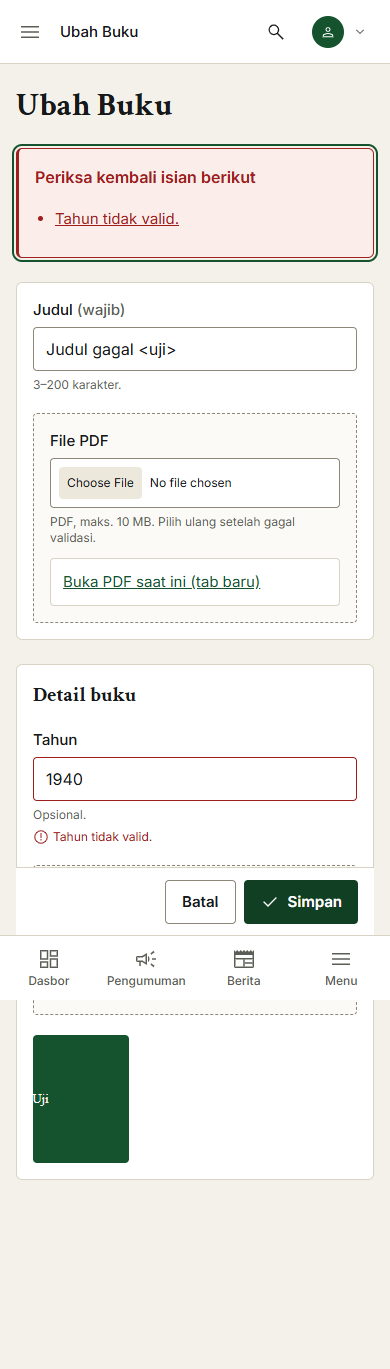 Ubah Buku
Ubah Buku
Periksa kembali isian berikut
Tahun tidak valid.
Judul (wajib)
Judul gagal <uji>
3–200 karakter.
File PDF
Choose File No file chosen
PDF, maks. 10 MB. Pilih ulang setelah gagal
validasi.
Buka PDF saat ini (tab baru)
Detail buku
Tahun
1940
Opsional.
Tahun tidak valid.
Batal Simpan
Dasbor Pengumuman Berita Menu
Uji